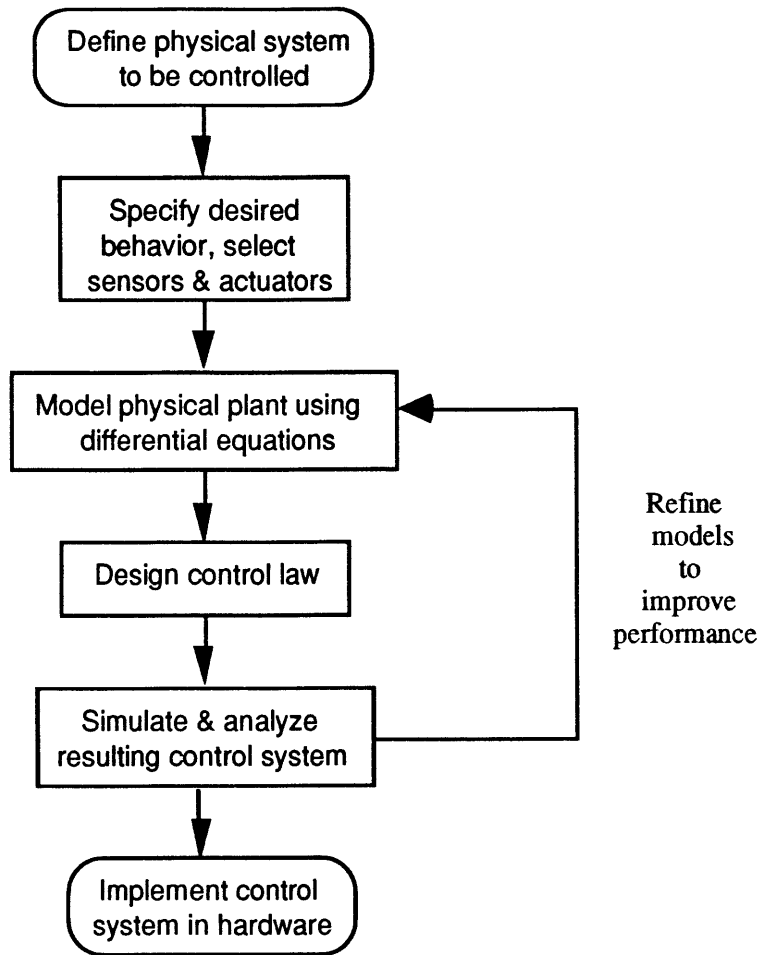 Define physical system
to be controlled
Specify desired
behavior, select
sensors & actuators
Model physical plant using
differential equations
Design control law
Simulate & analyze
resulting control system
Refine
models
to
improve
performance
Implement control
system in hardware